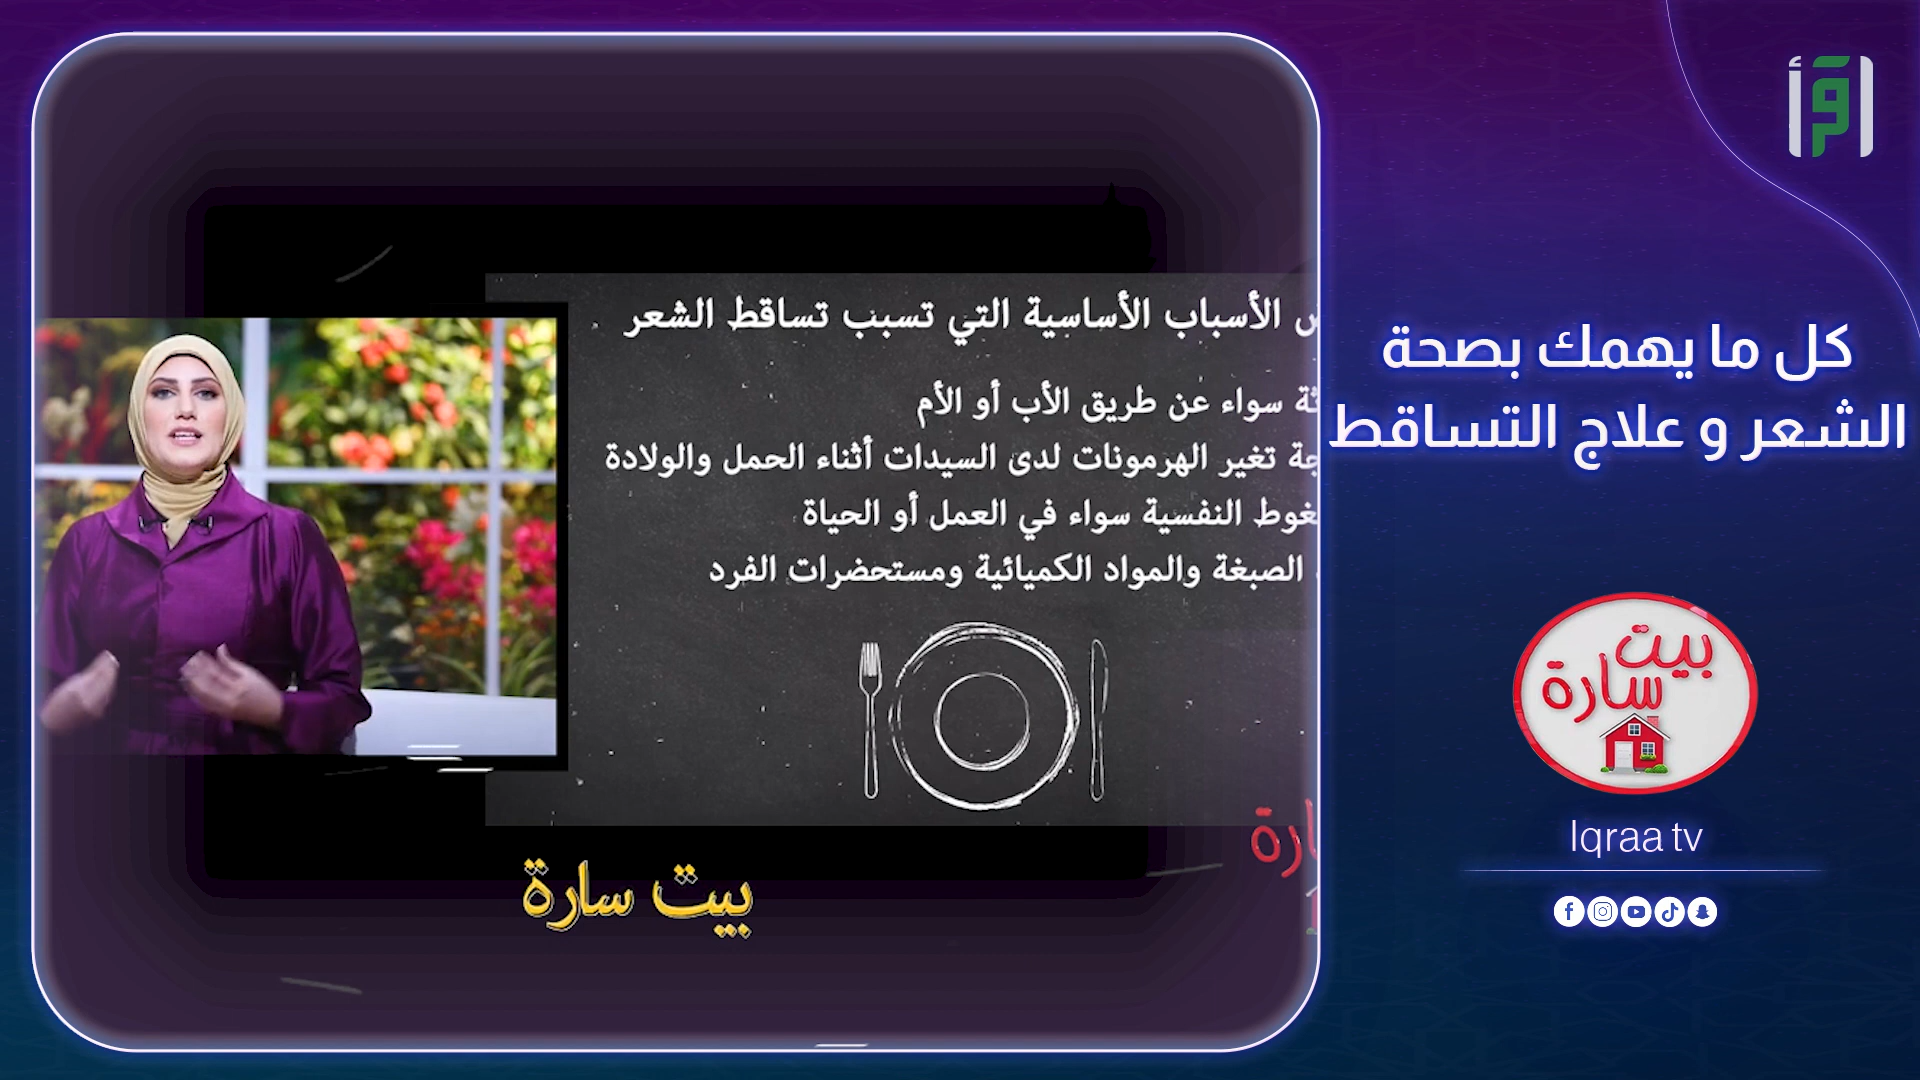 اقرأ
كل ما يهمك بصحة
الشعر و علاج التساقط
الأسباب الأساسية التي تسبب تساقط الشعر
سواء عن طريق الأب أو الأم
تغير الهرمونات لدى السيدات أثناء الحمل والولادة
النفسية سواء في العمل أو الحياة
الصبغة والمواد الكميائية ومستحضرات الفرد
بيت سارة
بيت
سارة
Iqraa tv